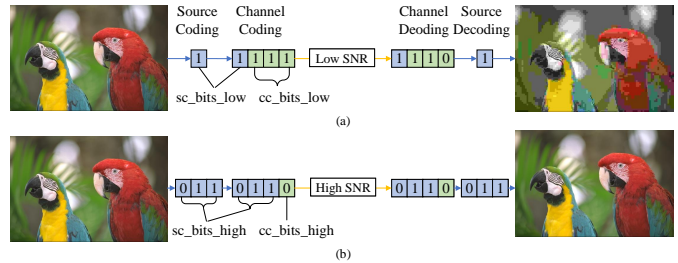 Source Coding
Channel Coding
Channel Deoding
Source Decoding
1
1 1 1 1
Low SNR
1 1 1 0
1
sc_bits_low
cc_bits_low
(a)
0 1 1
0 1 1 0
High SNR
0 1 1 0
0 1 1
sc_bits_high
cc_bits_high
(b)